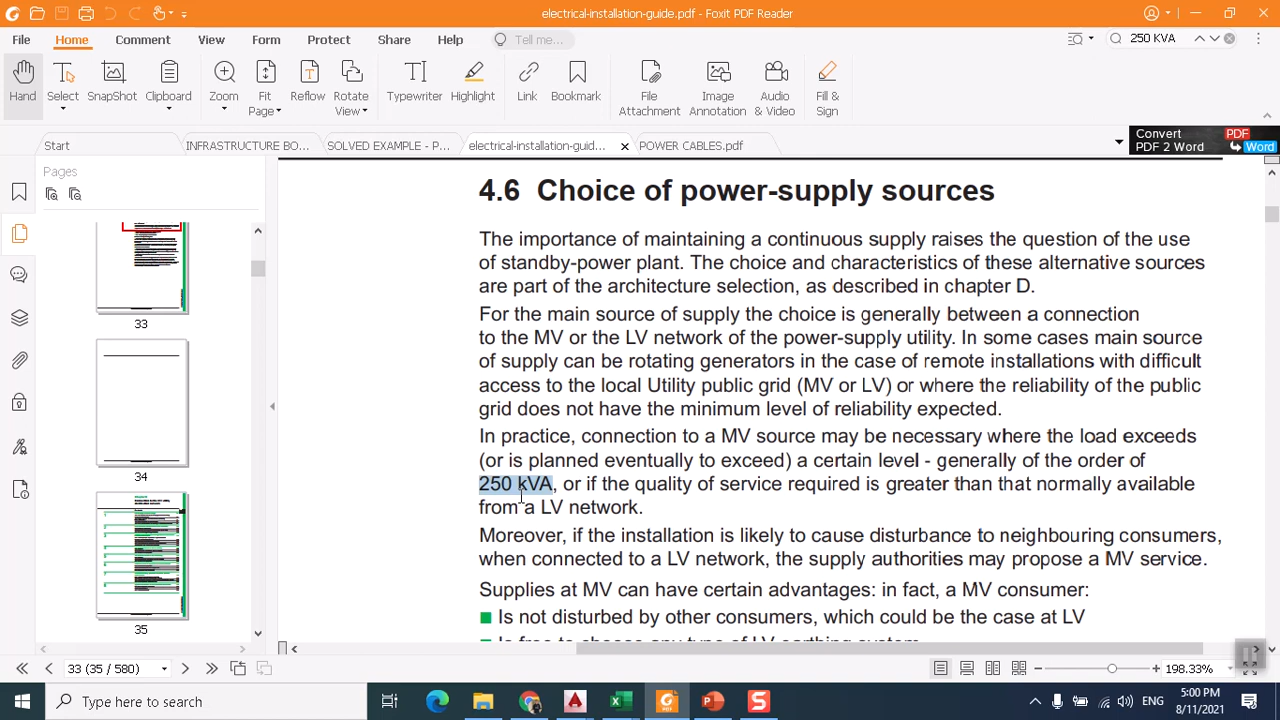 electrical-installation-guide.pdf - Foxit PDF Reader
File Home Comment View Form Protect Share Help Tell me... 250 KVA
Hand Select SnapShot Clipboard Zoom Fit Page Reflow Rotate View Typewriter Highlight Link Bookmark File Attachment Image Annotation Audio & Video Fill & Sign
Start INFRASTRUCTURE BO... SOLVED EXAMPLE - P... electrical-installation-guid... POWER CABLES.pdf
Convert PDF
PDF 2 Word Word
Pages
33
34
35
4.6 Choice of power-supply sources
The importance of maintaining a continuous supply raises the question of the use
of standby-power plant. The choice and characteristics of these alternative sources
are part of the architecture selection, as described in chapter D.
For the main source of supply the choice is generally between a connection
to the MV or the LV network of the power-supply utility. In some cases main source
of supply can be rotating generators in the case of remote installations with difficult
access to the local Utility public grid (MV or LV) or where the reliability of the public
grid does not have the minimum level of reliability expected.
In practice, connection to a MV source may be necessary where the load exceeds
(or is planned eventually to exceed) a certain level - generally of the order of
250 kVA, or if the quality of service required is greater than that normally available
from a LV network.
Moreover, if the installation is likely to cause disturbance to neighbouring consumers,
when connected to a LV network, the supply authorities may propose a MV service.
Supplies at MV can have certain advantages: in fact, a MV consumer:
■ Is not disturbed by other consumers, which could be the case at LV
■ Is free to choose any type of LV earthing system
33 (35 / 580) 198.33%
Type here to search
ENG
5:00 PM
8/11/2021